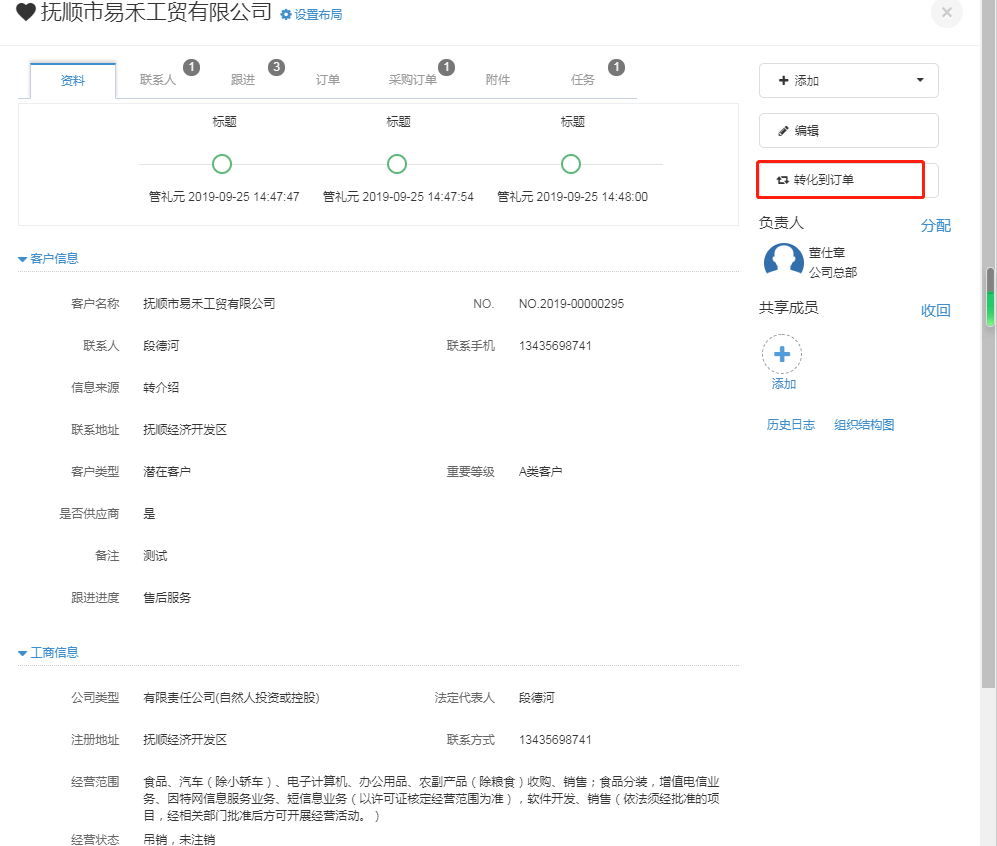 抚顺市易禾工贸有限公司 设置布局
资料 联系人 1 跟进 3 订单 采购订单 1 附件 任务 1
标题 标题 标题
管礼元 2019-09-25 14:47:47 管礼元 2019-09-25 14:47:54 管礼元 2019-09-25 14:48:00
客户信息
客户名称 抚顺市易禾工贸有限公司 NO. NO.2019-00000295
联系人 段德河 联系手机 13435698741
信息来源 转介绍
联系地址 抚顺经济开发区
客户类型 潜在客户 重要等级 A类客户
是否供应商 是
备注 测试
跟进进度 售后服务
工商信息
公司类型 有限责任公司(自然人投资或控股) 法定代表人 段德河
注册地址 抚顺经济开发区 联系方式 13435698741
经营范围 食品、汽车（除小轿车）、电子计算机、办公用品、农副产品（除粮食）收购、销售；食品分装，增值电信业
务、因特网信息服务业务、短信息业务（以许可证核定经营范围为准），软件开发、销售（依法须经批准的项
目，经相关部门批准后方可开展经营活动。）
经营状态 吊销，未注销
添加
编辑
转化到订单
负责人 分配
董仕章
公司总部
共享成员 收回
添加
历史日志 组织结构图